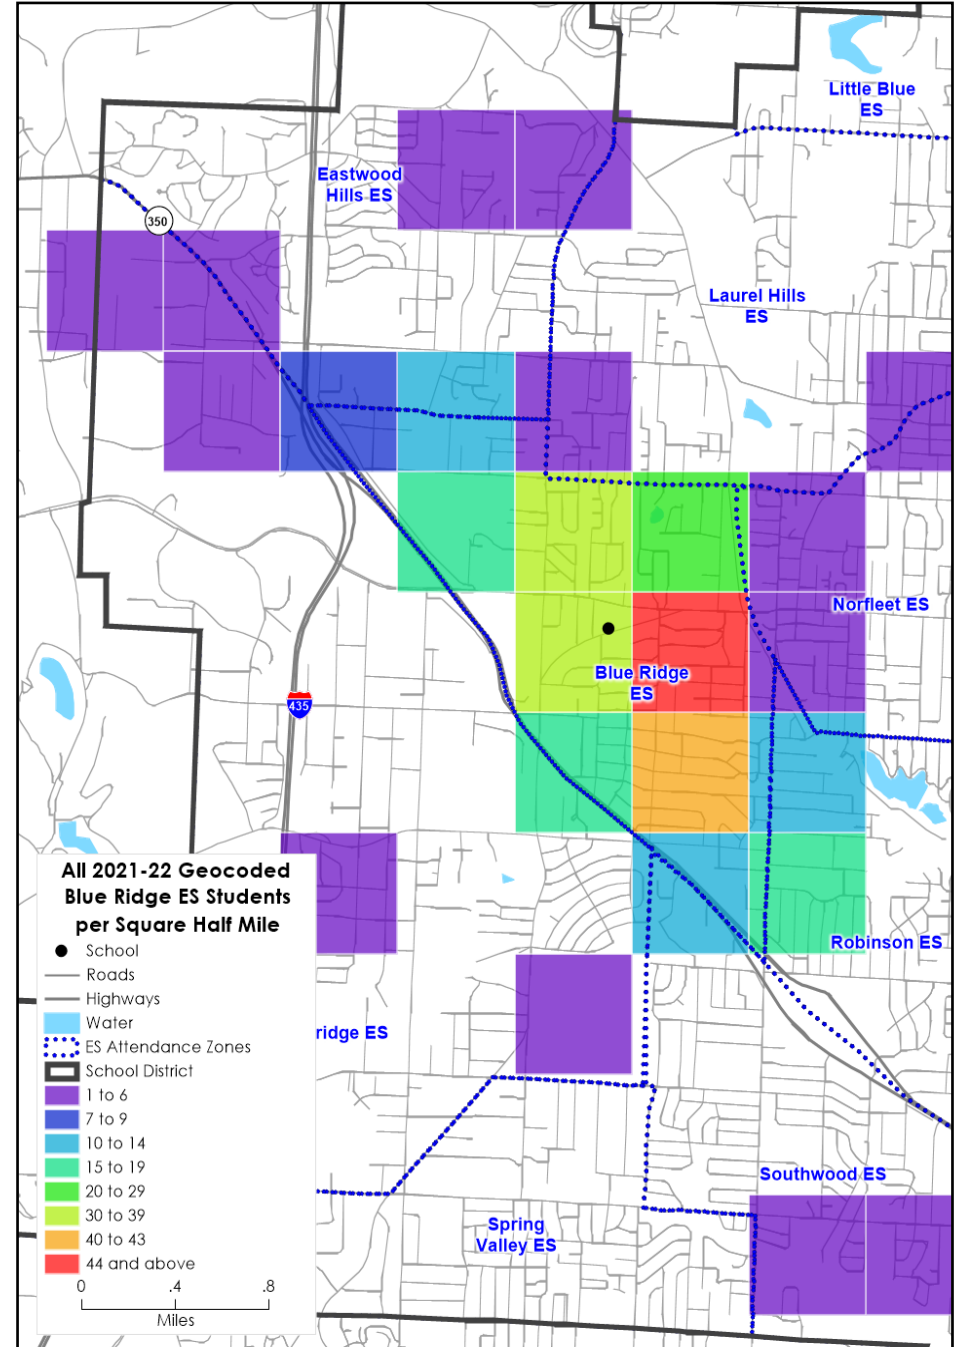 Little Blue
ES
Eastwood
Hills ES
350
Laurel Hills
ES
Norfleet ES
Blue Ridge
ES
435
All 2021-22 Geocoded
Blue Ridge ES Students
per Square Half Mile
School
Roads
Highways
Water
ES Attendance Zones
School District
1 to 6
7 to 9
10 to 14
15 to 19
20 to 29
30 to 39
40 to 43
44 and above
0 .4 .8
Miles
Robinson ES
ridge ES
Southwood ES
Spring
Valley ES